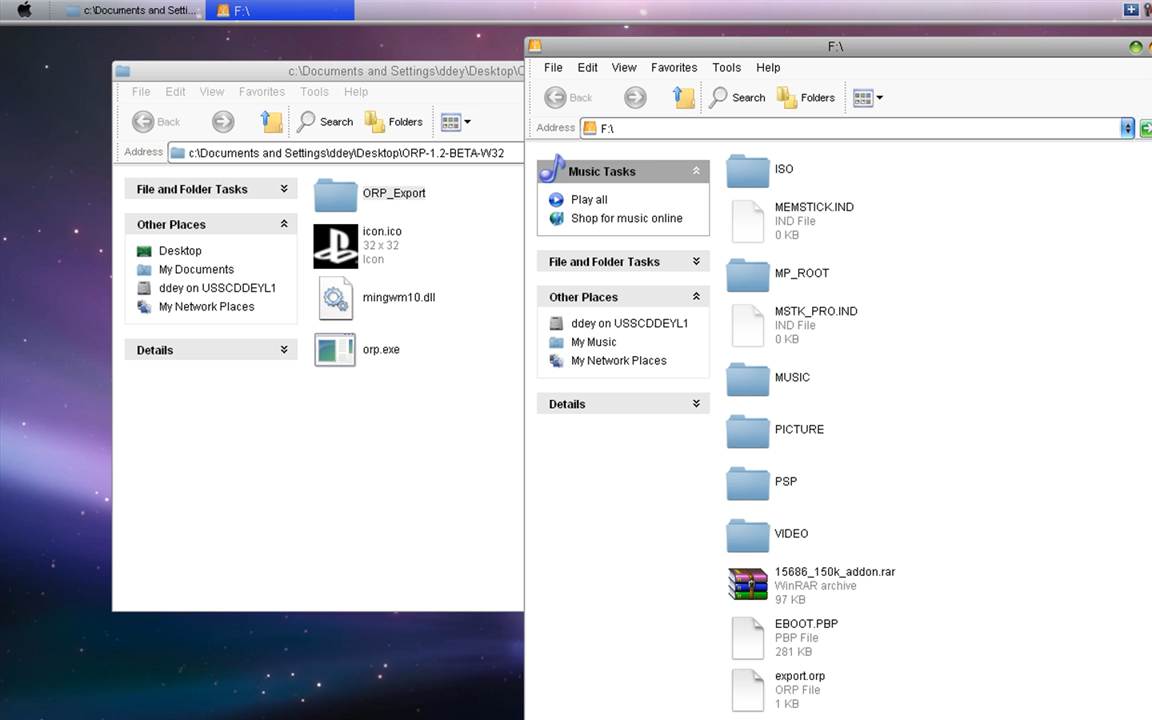 c:\Documents and Setti...
F:\
c:\Documents and Settings\ddey\Desktop\O
File Edit View Favorites Tools Help
Back Search Folders
Address c:\Documents and Settings\ddey\Desktop\ORP-1.2-BETA-W32
File and Folder Tasks
Other Places
Desktop
My Documents
ddey on USSCDDEYL1
My Network Places
Details
ORP_Export
icon.ico
32 x 32
Icon
mingwm10.dll
orp.exe
F:\
File Edit View Favorites Tools Help
Back Search Folders
Address F:\
Music Tasks
Play all
Shop for music online
File and Folder Tasks
Other Places
ddey on USSCDDEYL1
My Music
My Network Places
Details
ISO
MEMSTICK.IND
IND File
0 KB
MP_ROOT
MSTK_PRO.IND
IND File
0 KB
MUSIC
PICTURE
PSP
VIDEO
15686_150k_addon.rar
WinRAR archive
97 KB
EBOOT.PBP
PBP File
281 KB
export.orp
ORP File
1 KB